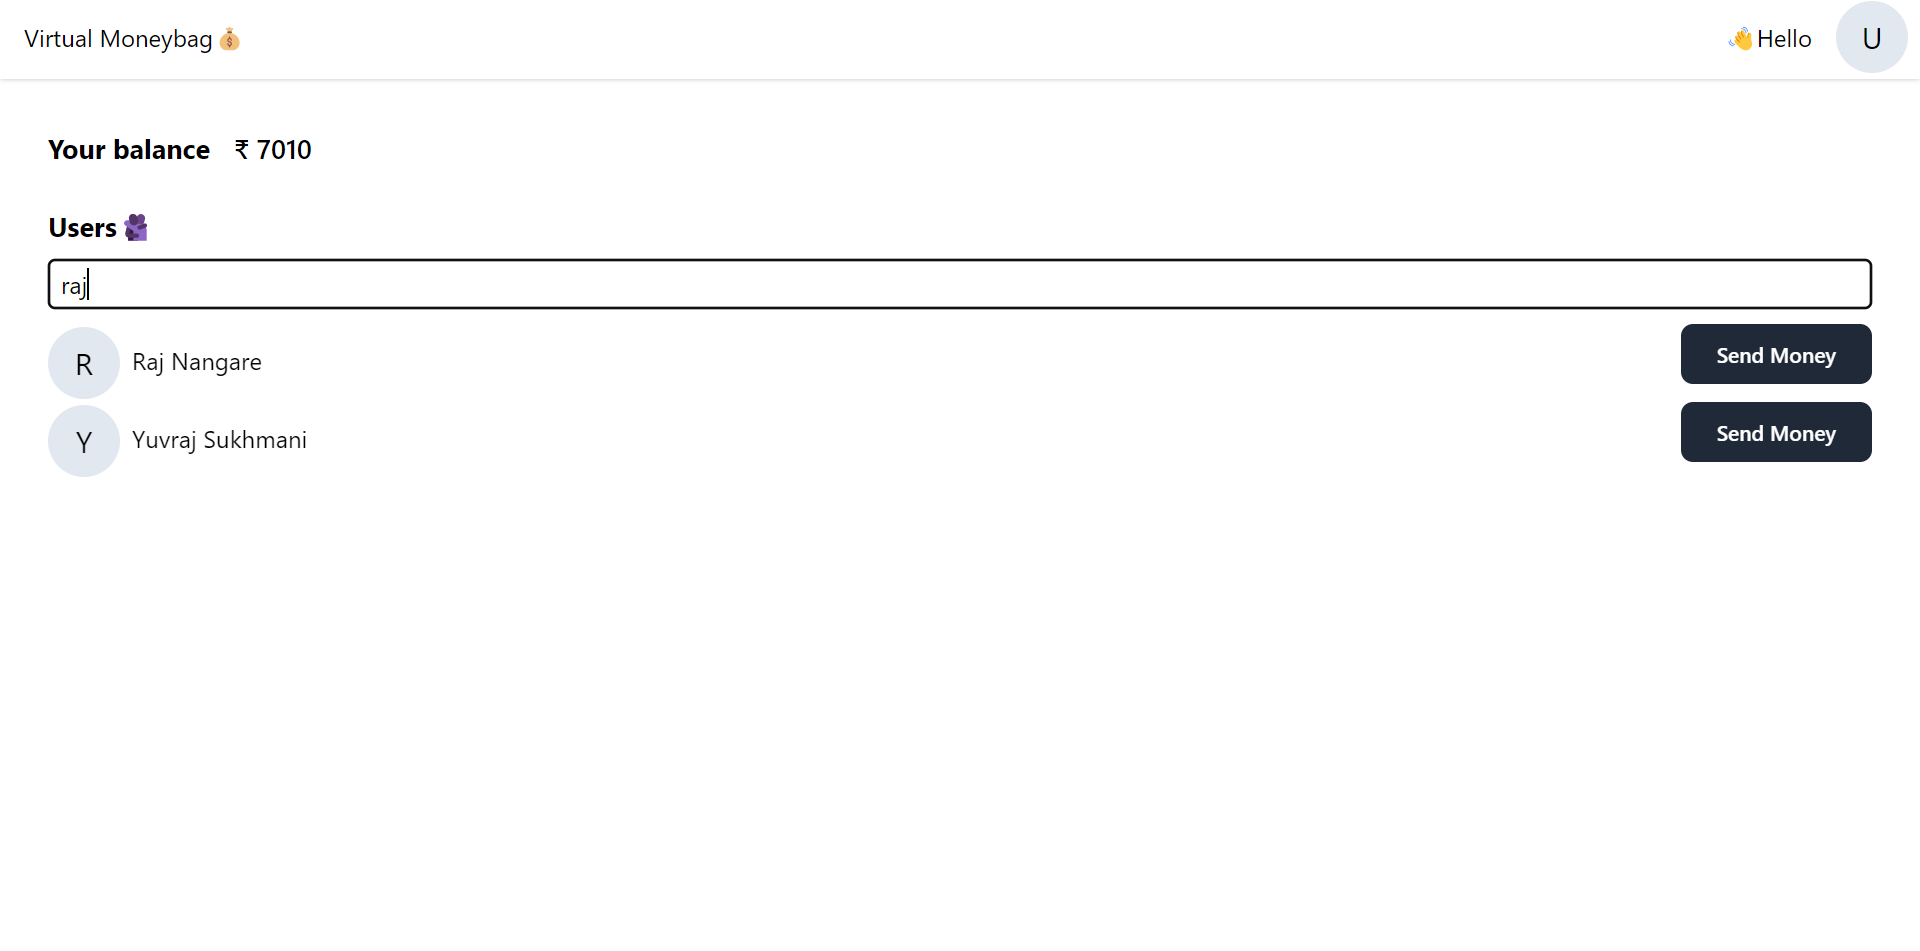 Virtual Moneybag 💰
👋Hello U
Your balance ₹ 7010
Users
raj
R Raj Nangare Send Money
Y Yuvraj Sukhmani Send Money